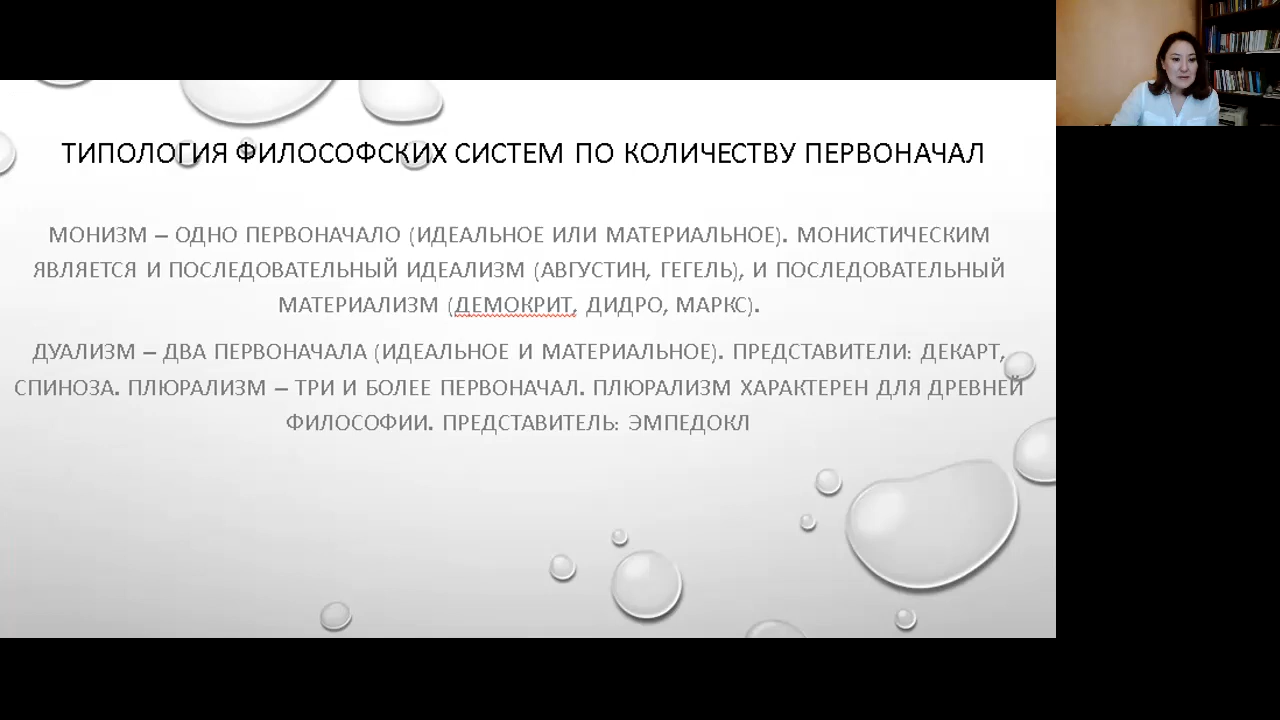 ТИПОЛОГИЯ ФИЛОСОФСКИХ СИСТЕМ ПО КОЛИЧЕСТВУ ПЕРВОНАЧАЛ
МОНИЗМ – ОДНО ПЕРВОНАЧАЛО (ИДЕАЛЬНОЕ ИЛИ МАТЕРИАЛЬНОЕ). МОНИСТИЧЕСКИМ
ЯВЛЯЕТСЯ И ПОСЛЕДОВАТЕЛЬНЫЙ ИДЕАЛИЗМ (АВГУСТИН, ГЕГЕЛЬ), И ПОСЛЕДОВАТЕЛЬНЫЙ
МАТЕРИАЛИЗМ (ДЕМОКРИТ, ДИДРО, МАРКС).
ДУАЛИЗМ – ДВА ПЕРВОНАЧАЛА (ИДЕАЛЬНОЕ И МАТЕРИАЛЬНОЕ). ПРЕДСТАВИТЕЛИ: ДЕКАРТ,
СПИНОЗА. ПЛЮРАЛИЗМ – ТРИ И БОЛЕЕ ПЕРВОНАЧАЛ. ПЛЮРАЛИЗМ ХАРАКТЕРЕН ДЛЯ ДРЕВНЕЙ
ФИЛОСОФИИ. ПРЕДСТАВИТЕЛЬ: ЭМПЕДОКЛ